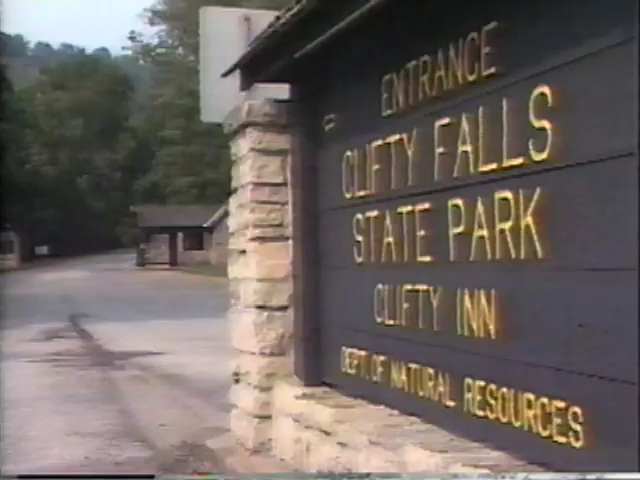 ENTRANCE
CLIFTY FALLS
STATE PARK
CLIFTY INN
DEPT. OF NATURAL RESOURCES